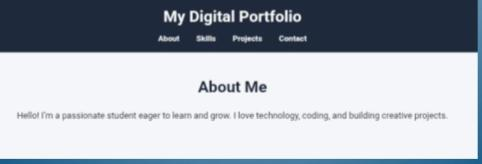 My Digital Portfolio
About Skills Projects Contact
About Me
Hello! I'm a passionate student eager to learn and grow. I love technology, coding, and building creative projects.